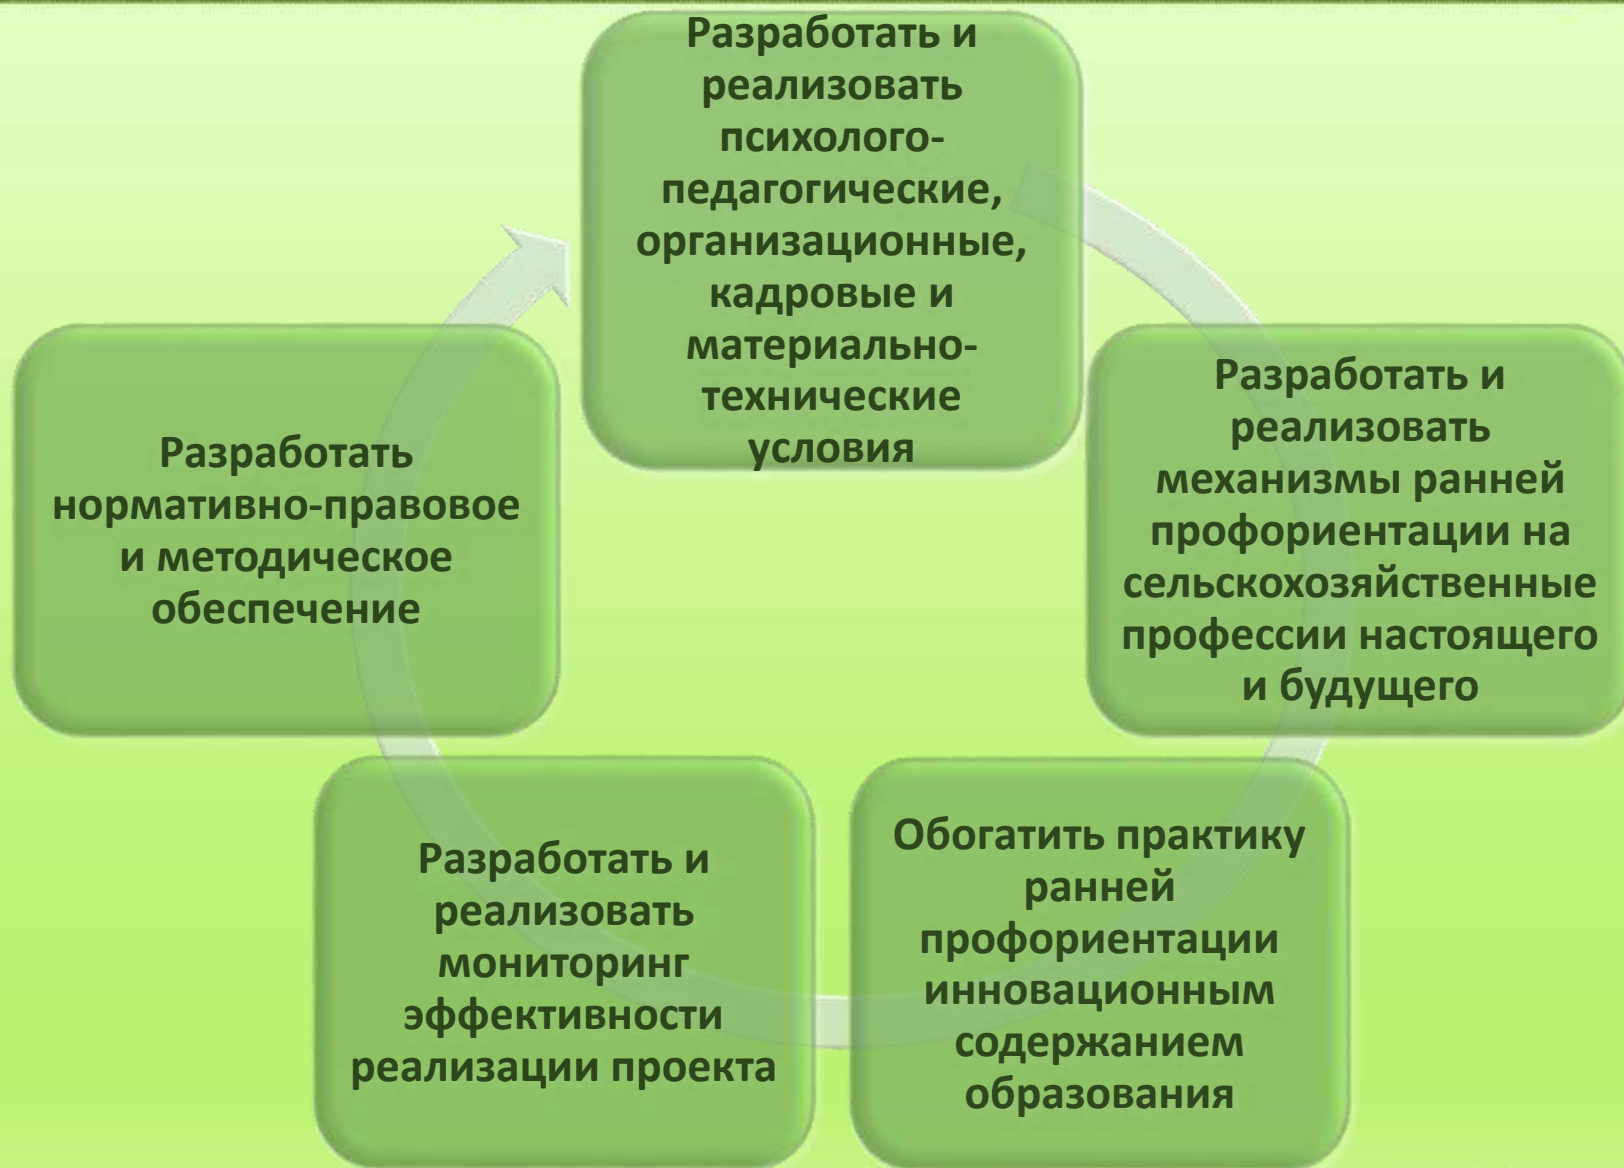 Разработать и
реализовать
психолого-
педагогические,
организационные,
кадровые и
материально-
технические
условия
Разработать и
реализовать
механизмы ранней
профориентации на
сельскохозяйственные
профессии настоящего
и будущего
Обогатить практику
ранней
профориентации
инновационным
содержанием
образования
Разработать и
реализовать
мониторинг
эффективности
реализации проекта
Разработать
нормативно-правовое
и методическое
обеспечение